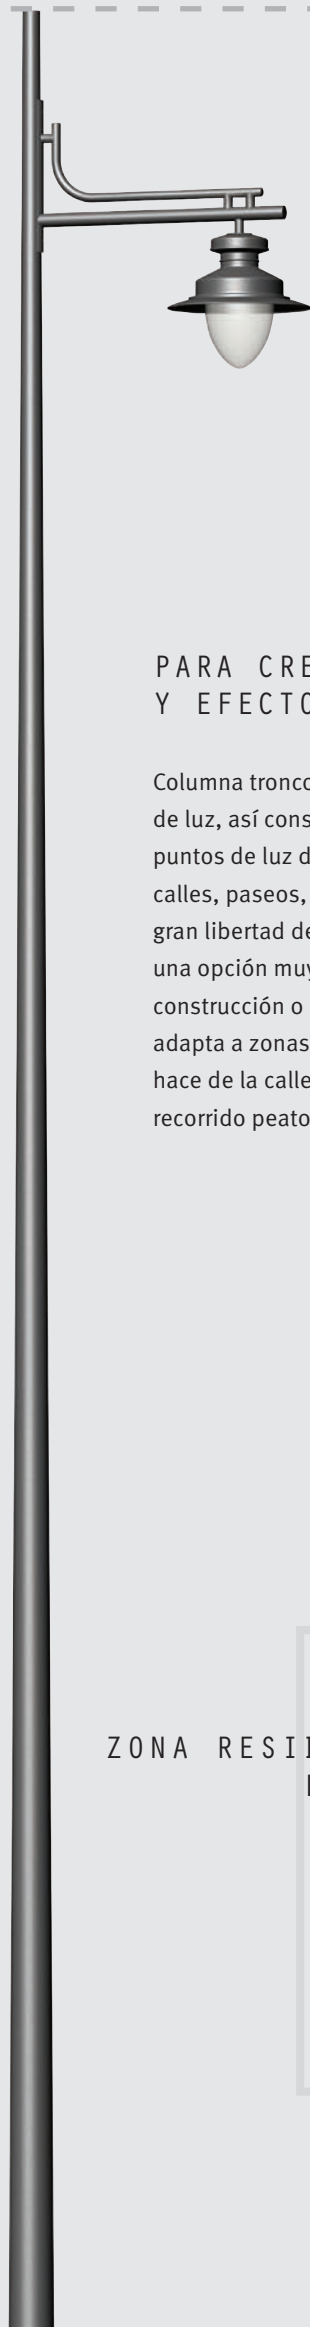 PARA CRE
Y EFECTO
Columna tronco
de luz, así cons
puntos de luz d
calles, paseos,
gran libertad de
una opción muy
construcción o
adapta a zonas
hace de la calle
recorrido peato
ZONA RESI